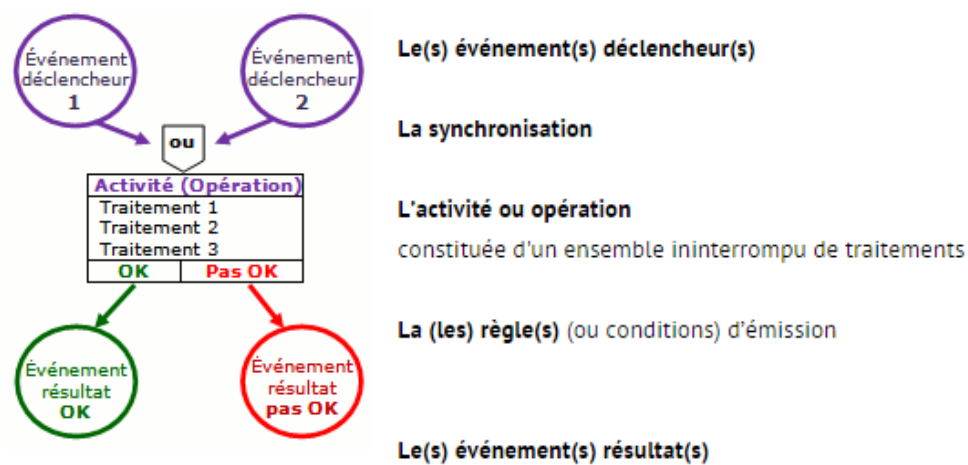 Événement
déclencheur
1
Événement
déclencheur
2
Le(s) événement(s) déclencheur(s)
ou
La synchronisation
Activité (Opération)
Traitement 1
Traitement 2
Traitement 3
OK
Pas OK
L'activité ou opération
constituée d'un ensemble ininterrompu de traitements
La (les) règle(s) (ou conditions) d'émission
Événement
résultat
OK
Événement
résultat
pas OK
Le(s) événement(s) résultat(s)